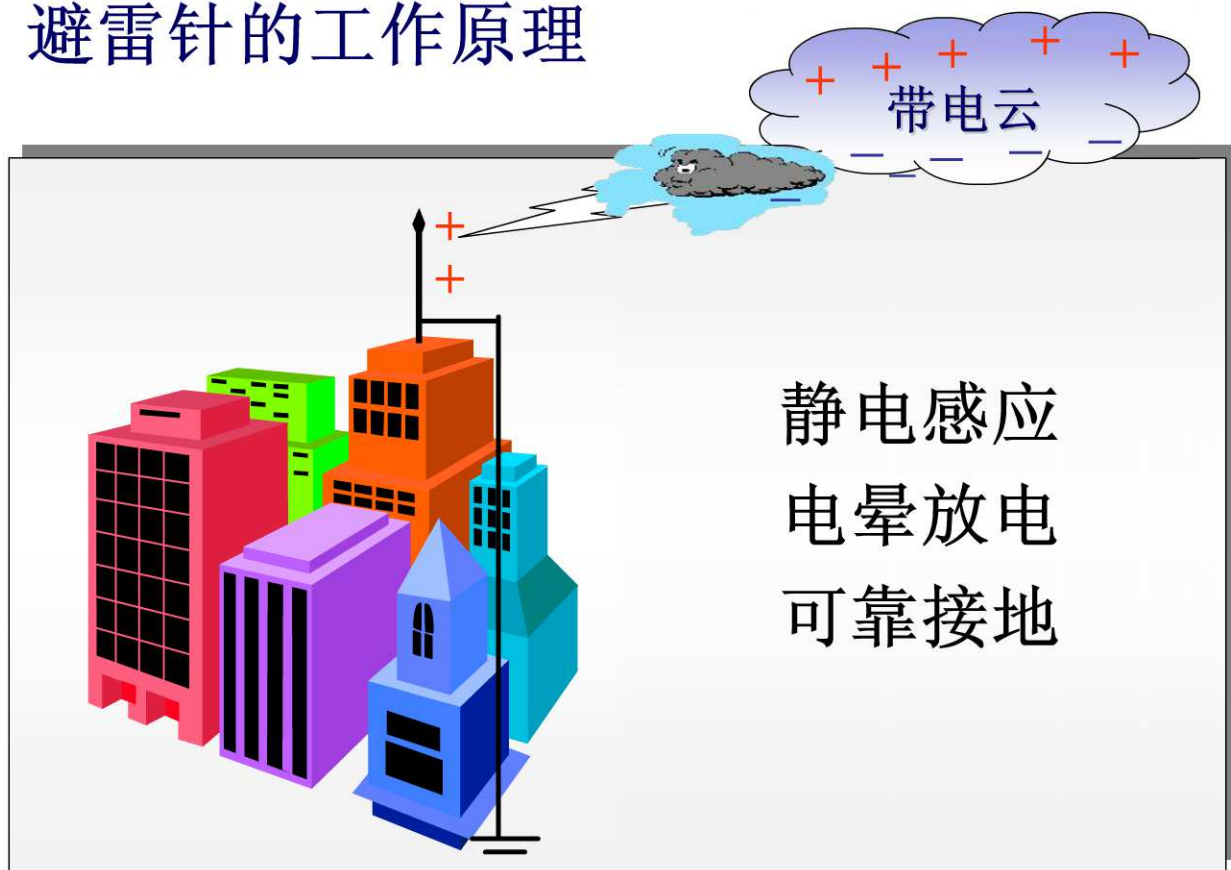 避雷针的工作原理
+ + + + +
带电云
− − − − −
−
+
+
静电感应
电晕放电
可靠接地